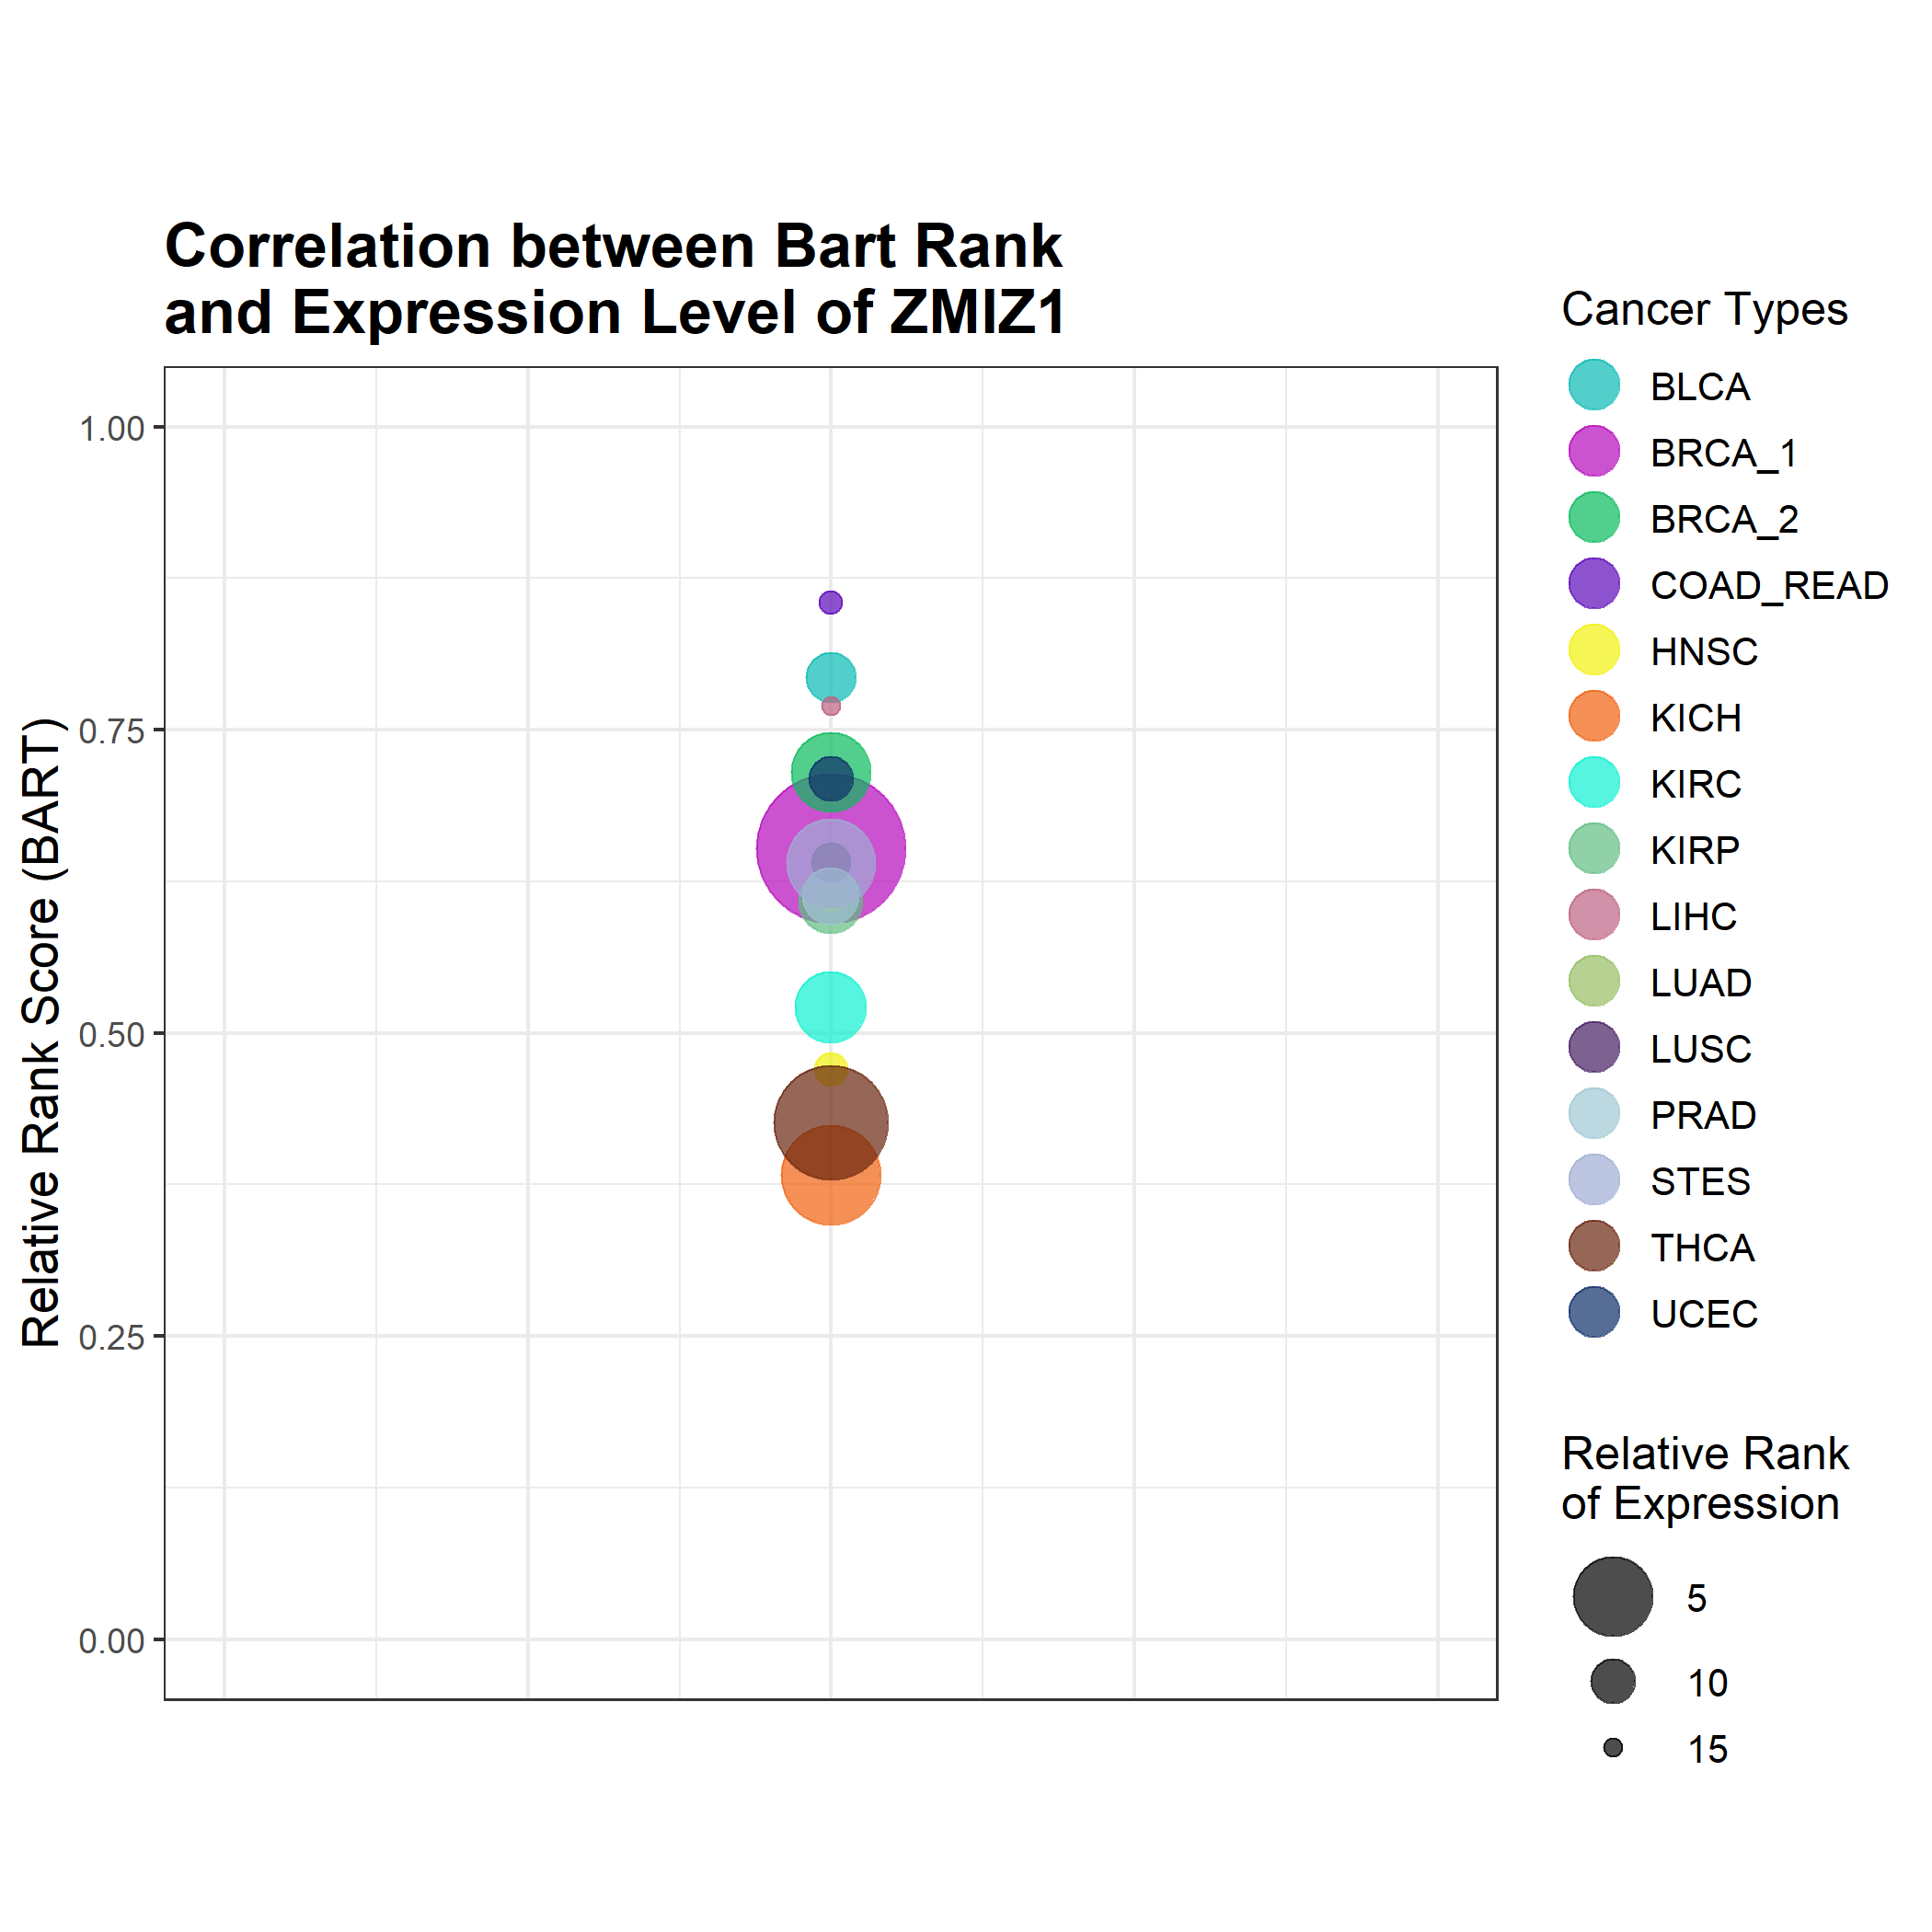 Correlation between Bart Rank
and Expression Level of ZMIZ1
Relative Rank Score (BART)
1.00
0.75
0.50
0.25
0.00
Cancer Types
BLCA
BRCA_1
BRCA_2
COAD_READ
HNSC
KICH
KIRC
KIRP
LIHC
LUAD
LUSC
PRAD
STES
THCA
UCEC
Relative Rank
of Expression
5
10
15